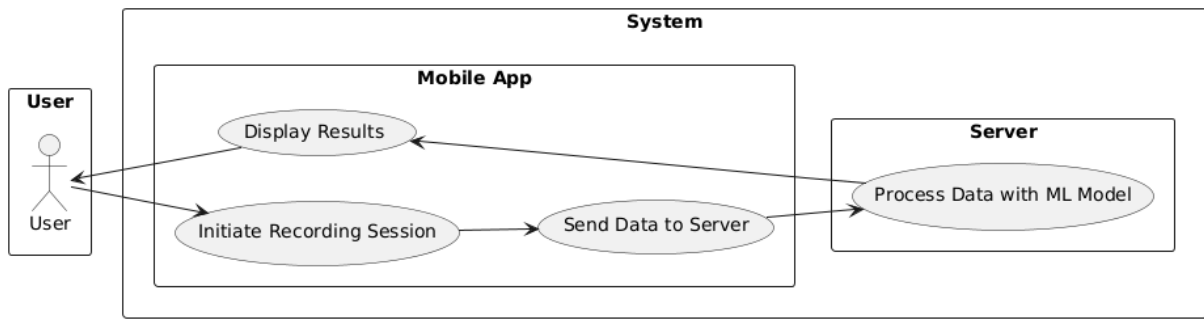 System
Mobile App
User
Display Results
Server
Process Data with ML Model
User
Initiate Recording Session
Send Data to Server